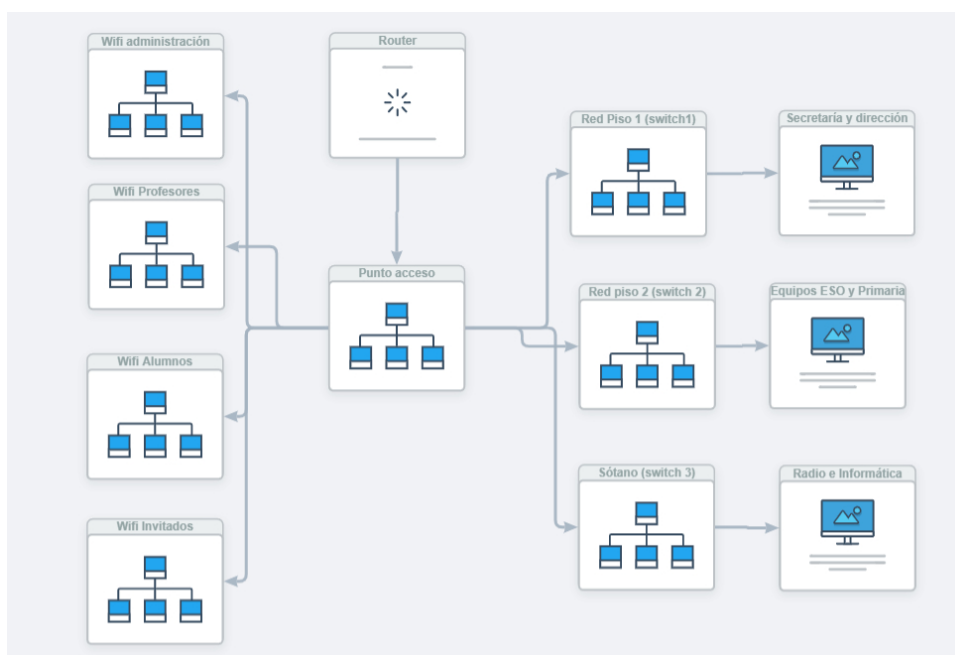 Wifi administración
Router
Red Piso 1 (switch1)
Secretaría y dirección
Wifi Profesores
Punto acceso
Red piso 2 (switch 2)
Equipos ESO y Primaria
Wifi Alumnos
Sótano (switch 3)
Radio e Informática
Wifi Invitados